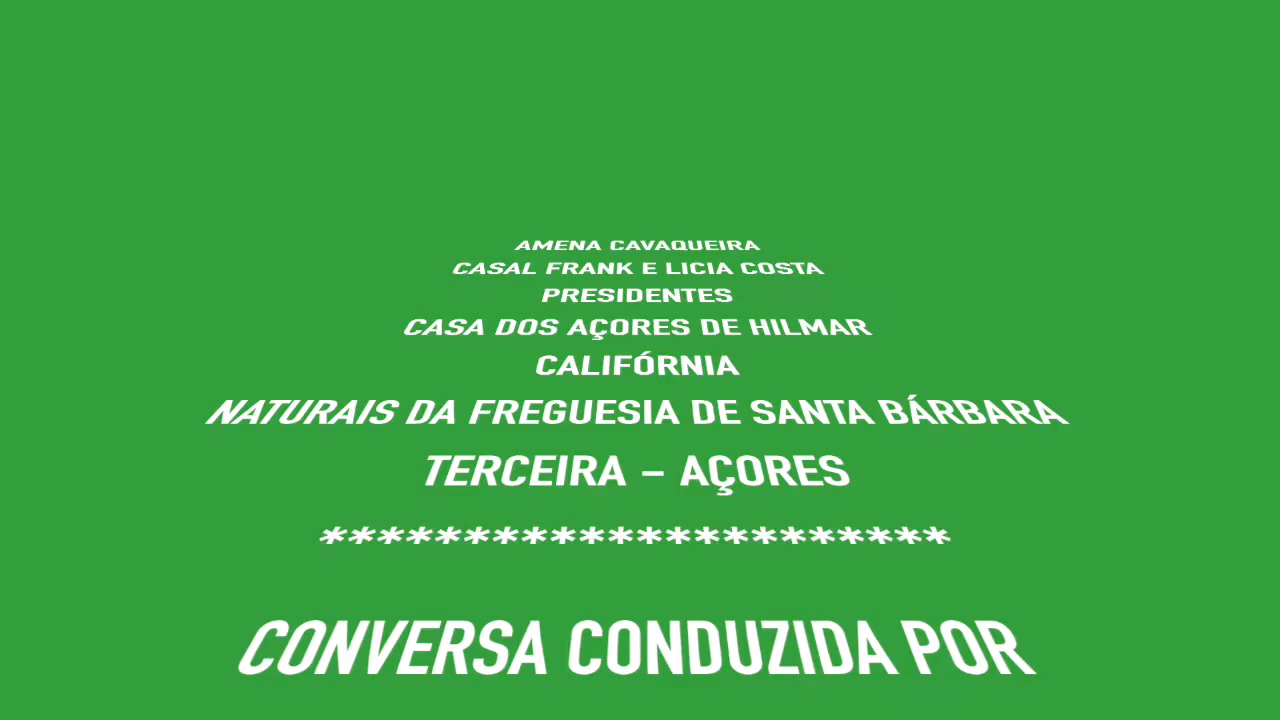 AMENA CAVAQUEIRA
CASAL FRANK E LICIA COSTA
PRESIDENTES
CASA DOS AÇORES DE HILMAR
CALIFÓRNIA
NATURAIS DA FREGUESIA DE SANTA BÁRBARA
TERCEIRA – AÇORES
**********************
CONVERSA CONDUZIDA POR